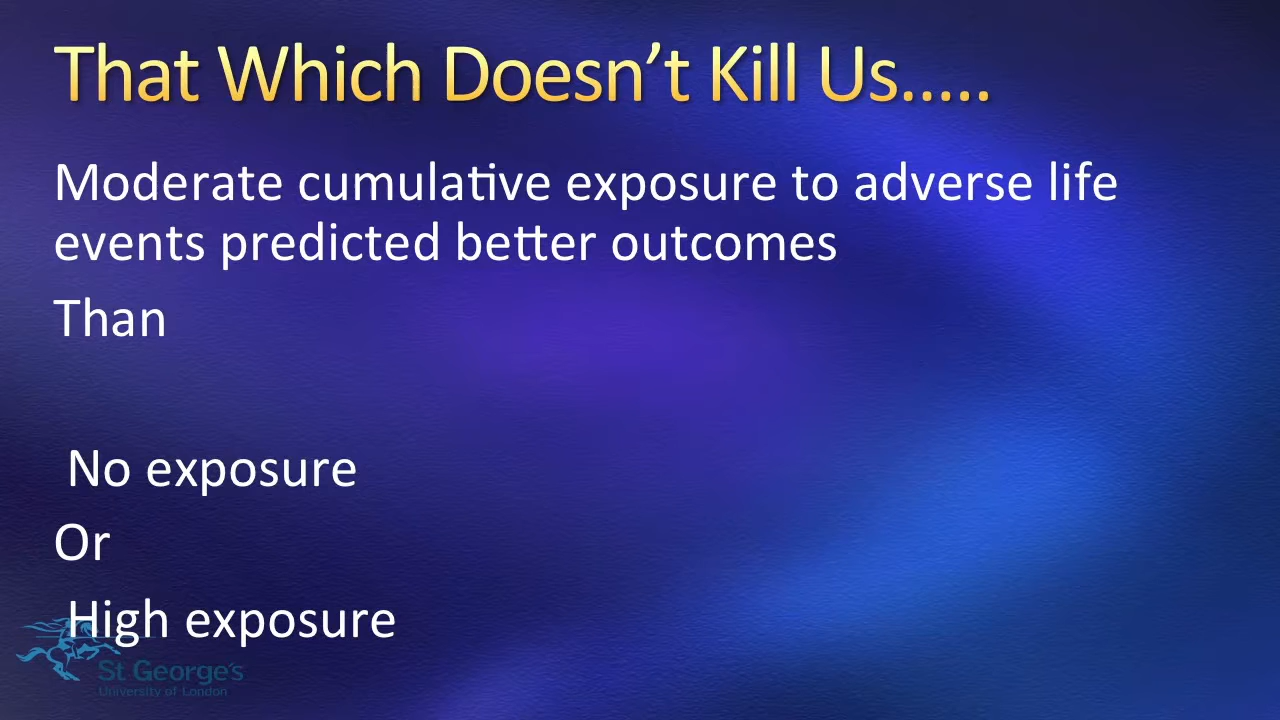 That Which Doesn’t Kill Us.....
Moderate cumulative exposure to adverse life
events predicted better outcomes
Than
No exposure
Or
High exposure
St George's
University of London